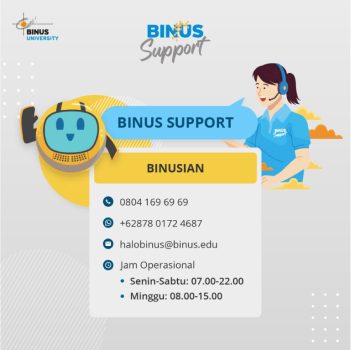 BINUS
UNIVERSITY
BINUS
Support
BINUS SUPPORT
BINUSIAN
0804 169 69 69
+62878 0172 4687
halobinus@binus.edu
Jam Operasional
• Senin-Sabtu: 07.00-22.00
• Minggu: 08.00-15.00